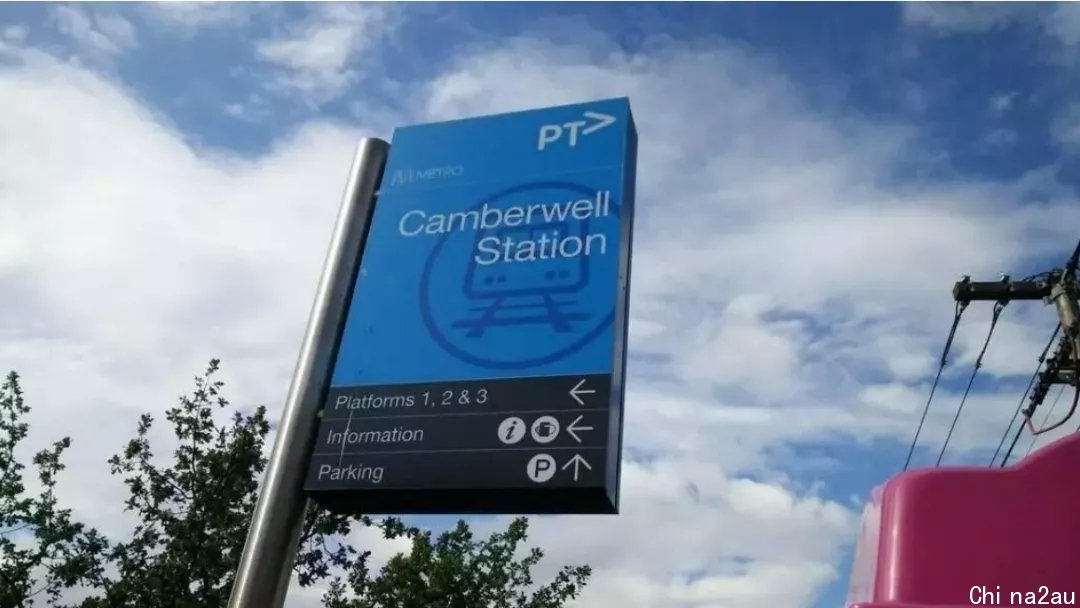 PT>
METRO
Camberwell
Station
Platforms 1, 2 & 3
Information
Parking P
Chi na2au